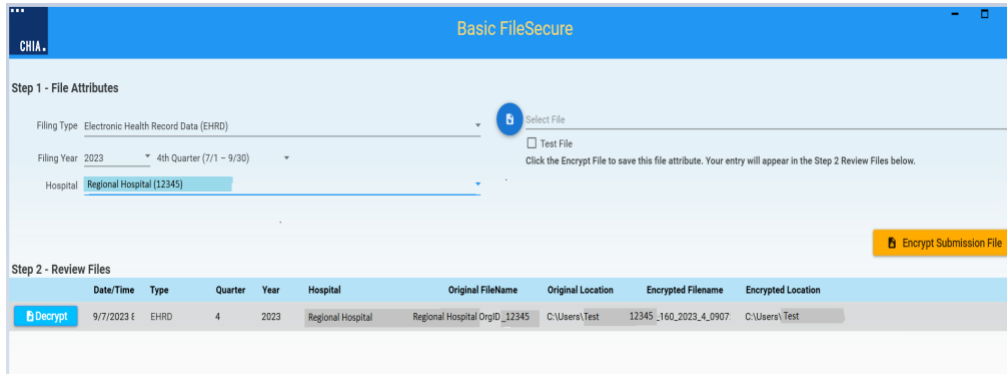 CHIA.
Basic FileSecure
Step 1 - File Attributes
Filing Type Electronic Health Record Data (EHRD)
Select File
Test File
Filing Year 2023 4th Quarter (7/1 – 9/30)
Click the Encrypt File to save this file attribute. Your entry will appear in the Step 2 Review Files below.
Hospital Regional Hospital (12345)
Encrypt Submission File
Step 2 - Review Files
Date/Time Type Quarter Year Hospital Original FileName Original Location Encrypted Filename Encrypted Location
Decrypt 9/7/2023 EHRD 4 2023 Regional Hospital Regional Hospital OrgID_12345 C:\Users\Test 12345_160_2023_4_0907 C:\Users\Test